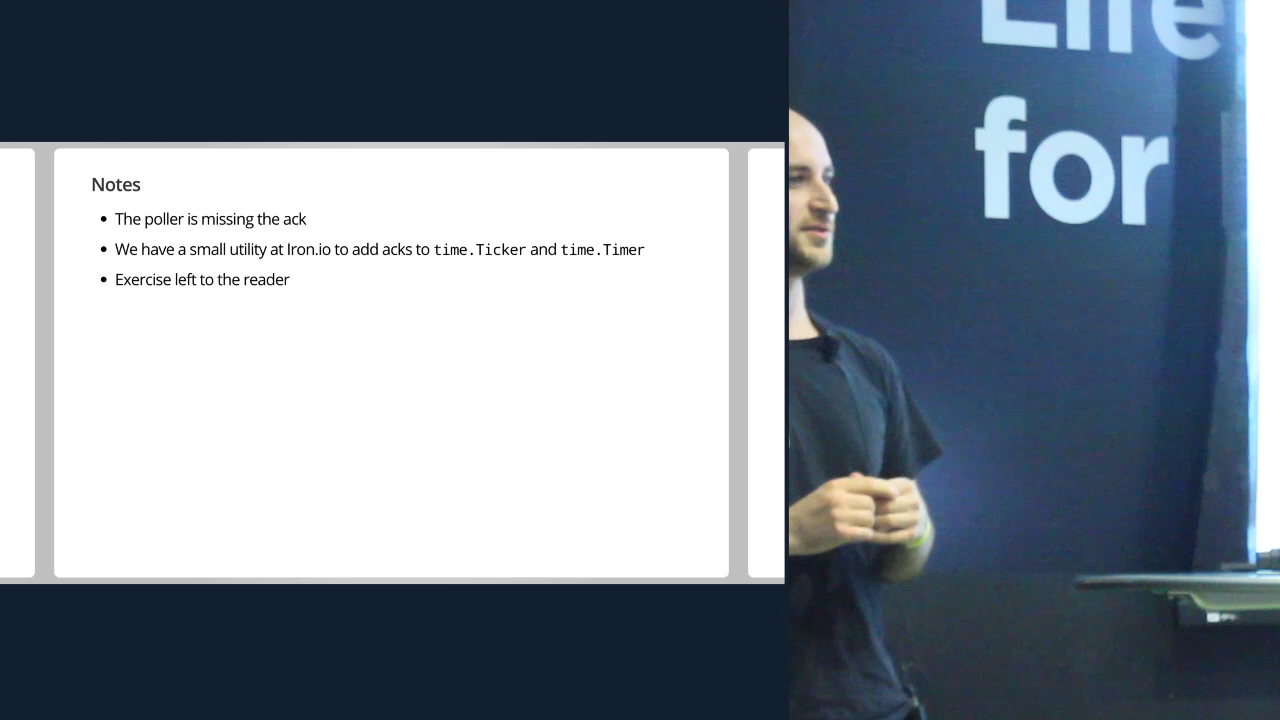 Notes
• The poller is missing the ack
• We have a small utility at Iron.io to add acks to time.Ticker and time.Timer
• Exercise left to the reader
Life
for